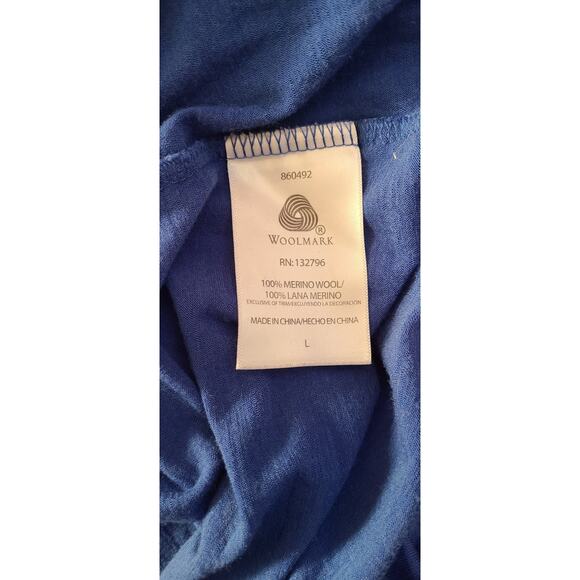 860492
®
WOOLMARK
RN: 132796
100% MERINO WOOL/
100% LANA MERINO
EXCLUSIVE OF TRIM/EXCLUYENDO LA DECORACION
MADE IN CHINA/HECHO EN CHINA
L